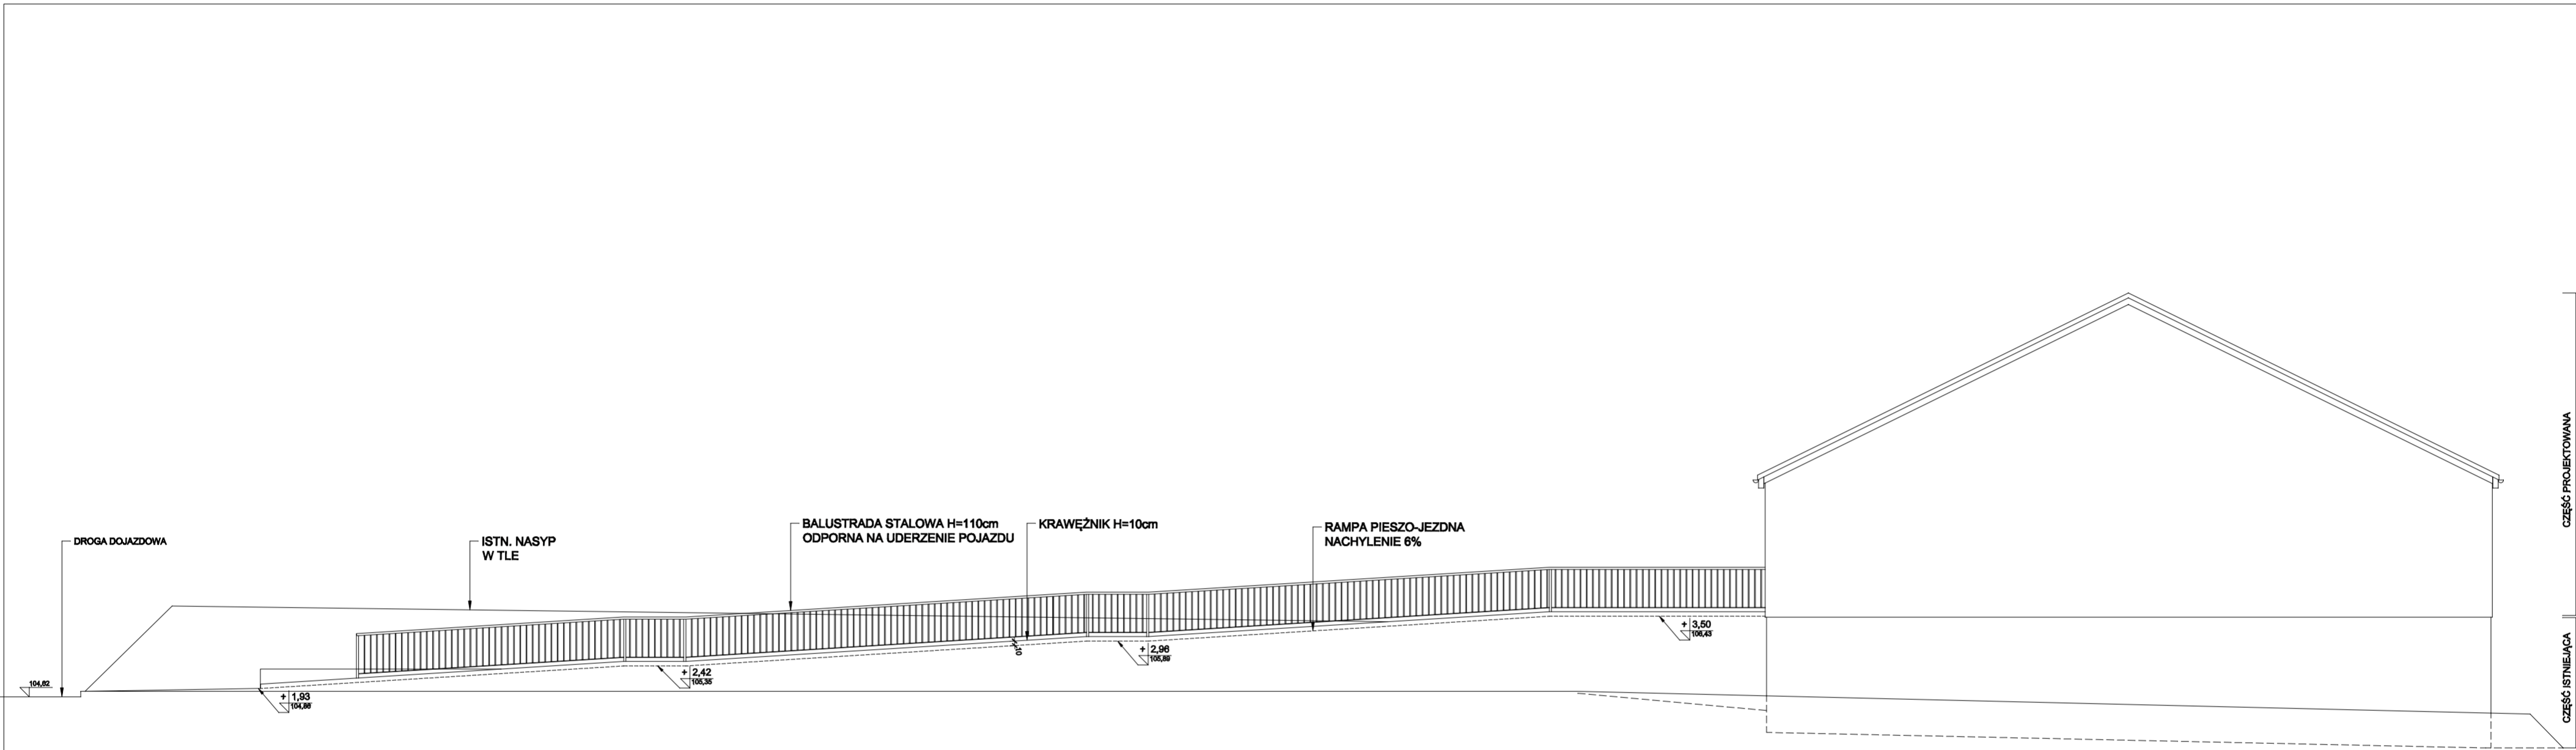 DROGA DOJAZDOWA
ISTN. NASYP
W TLE
BALUSTRADA STALOWA H=110cm
ODPORNA NA UDERZENIE POJAZDU
KRAWĘŻNIK H=10cm
RAMPA PIESZO-JEZDNA
NACHYLENIE 6%
CZĘŚĆ PROJEKTOWANA
CZĘŚĆ ISTNIEJĄCA
104,62
+ 1,93
104,86
+ 2,42
105,35
10
+ 2,96
105,89
+ 3,50
106,43